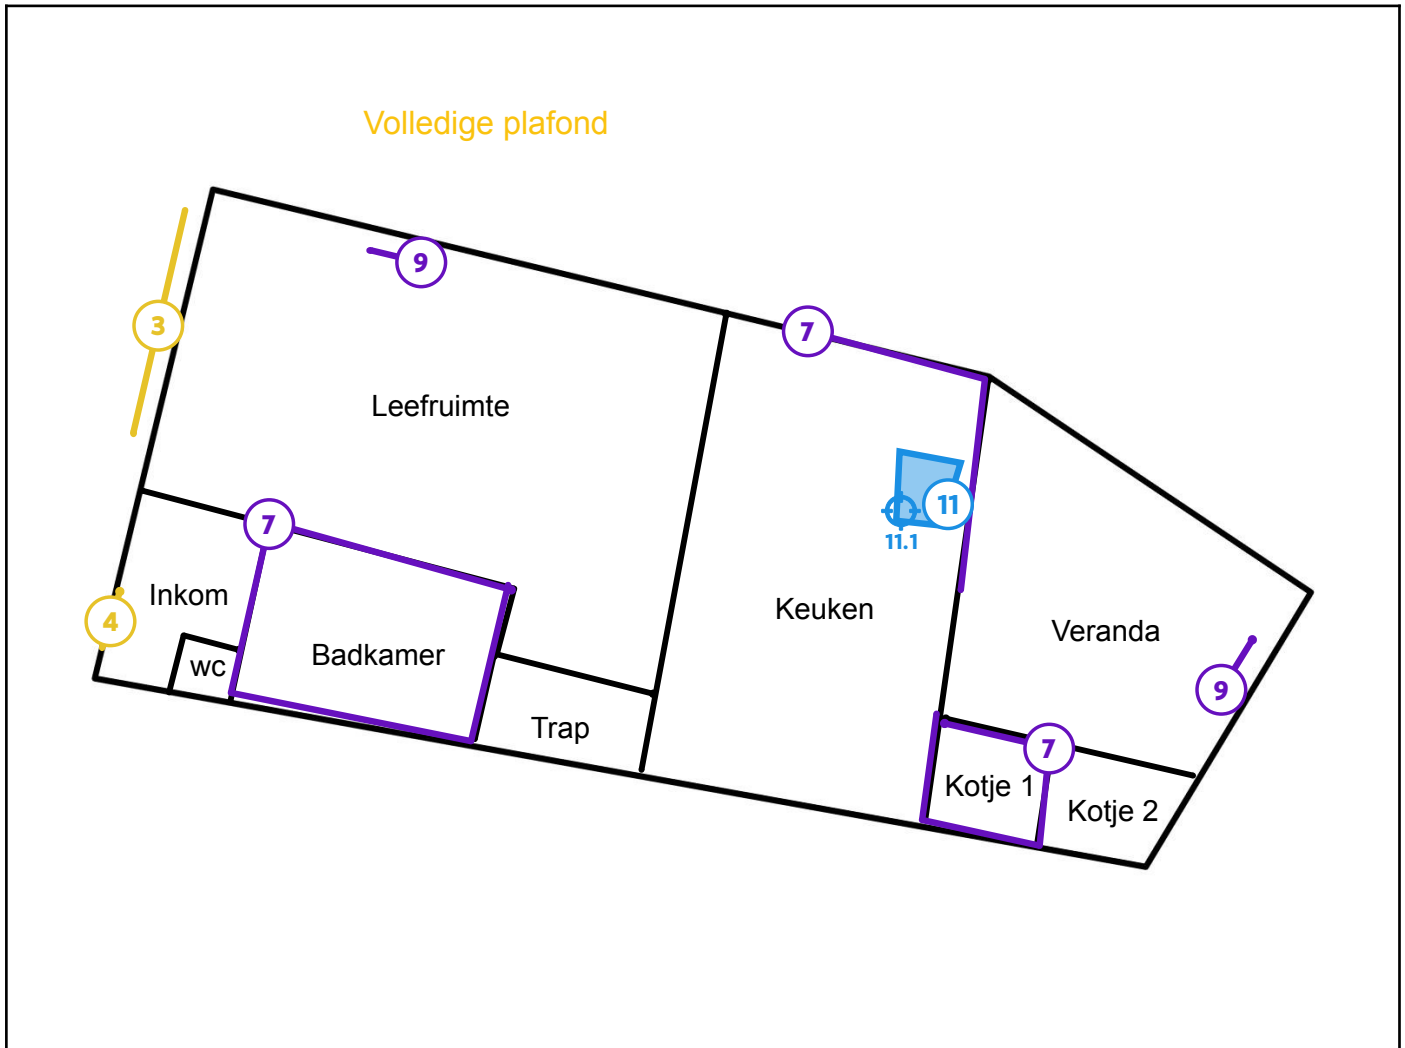 Volledige plafond
9
3
7
Leefruimte
11
7
11.1
Inkom
Keuken
4
Veranda
Badkamer
wc
9
Trap
7
Kotje 1
Kotje 2